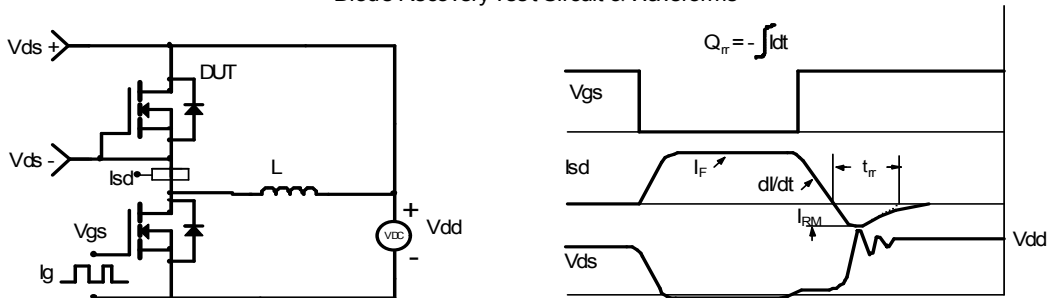 Diode Recovery Test Circuit & Waveforms
Vds +
DUT
Vds -
Isd
L
Vgs
Ig
+
VDC
-
Vdd
Qrr = - ∫Idt
Vgs
Isd
IF
dI/dt
trr
IRM
Vdd
Vds